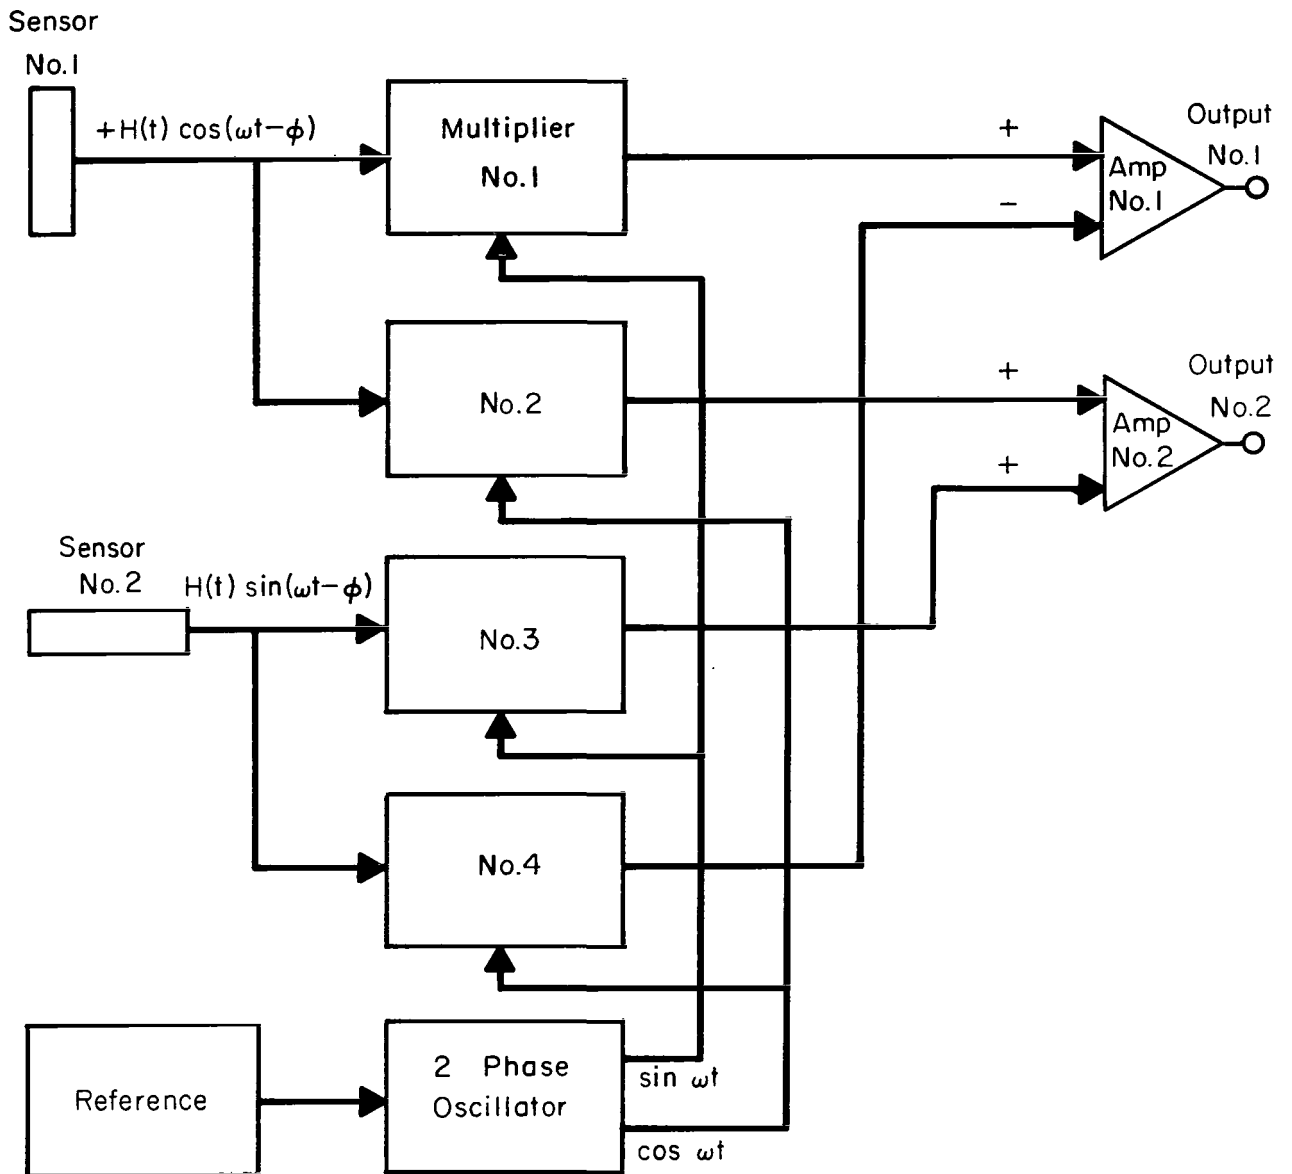 Sensor
No.1
+H(t) cos(ωt−ϕ)
Multiplier
No.1
+
−
Amp
No.1
Output
No.1
No.2
+
+
Amp
No.2
Output
No.2
Sensor
No.2
H(t) sin(ωt−ϕ)
No.3
No.4
Reference
2 Phase
Oscillator
sin ωt
cos ωt